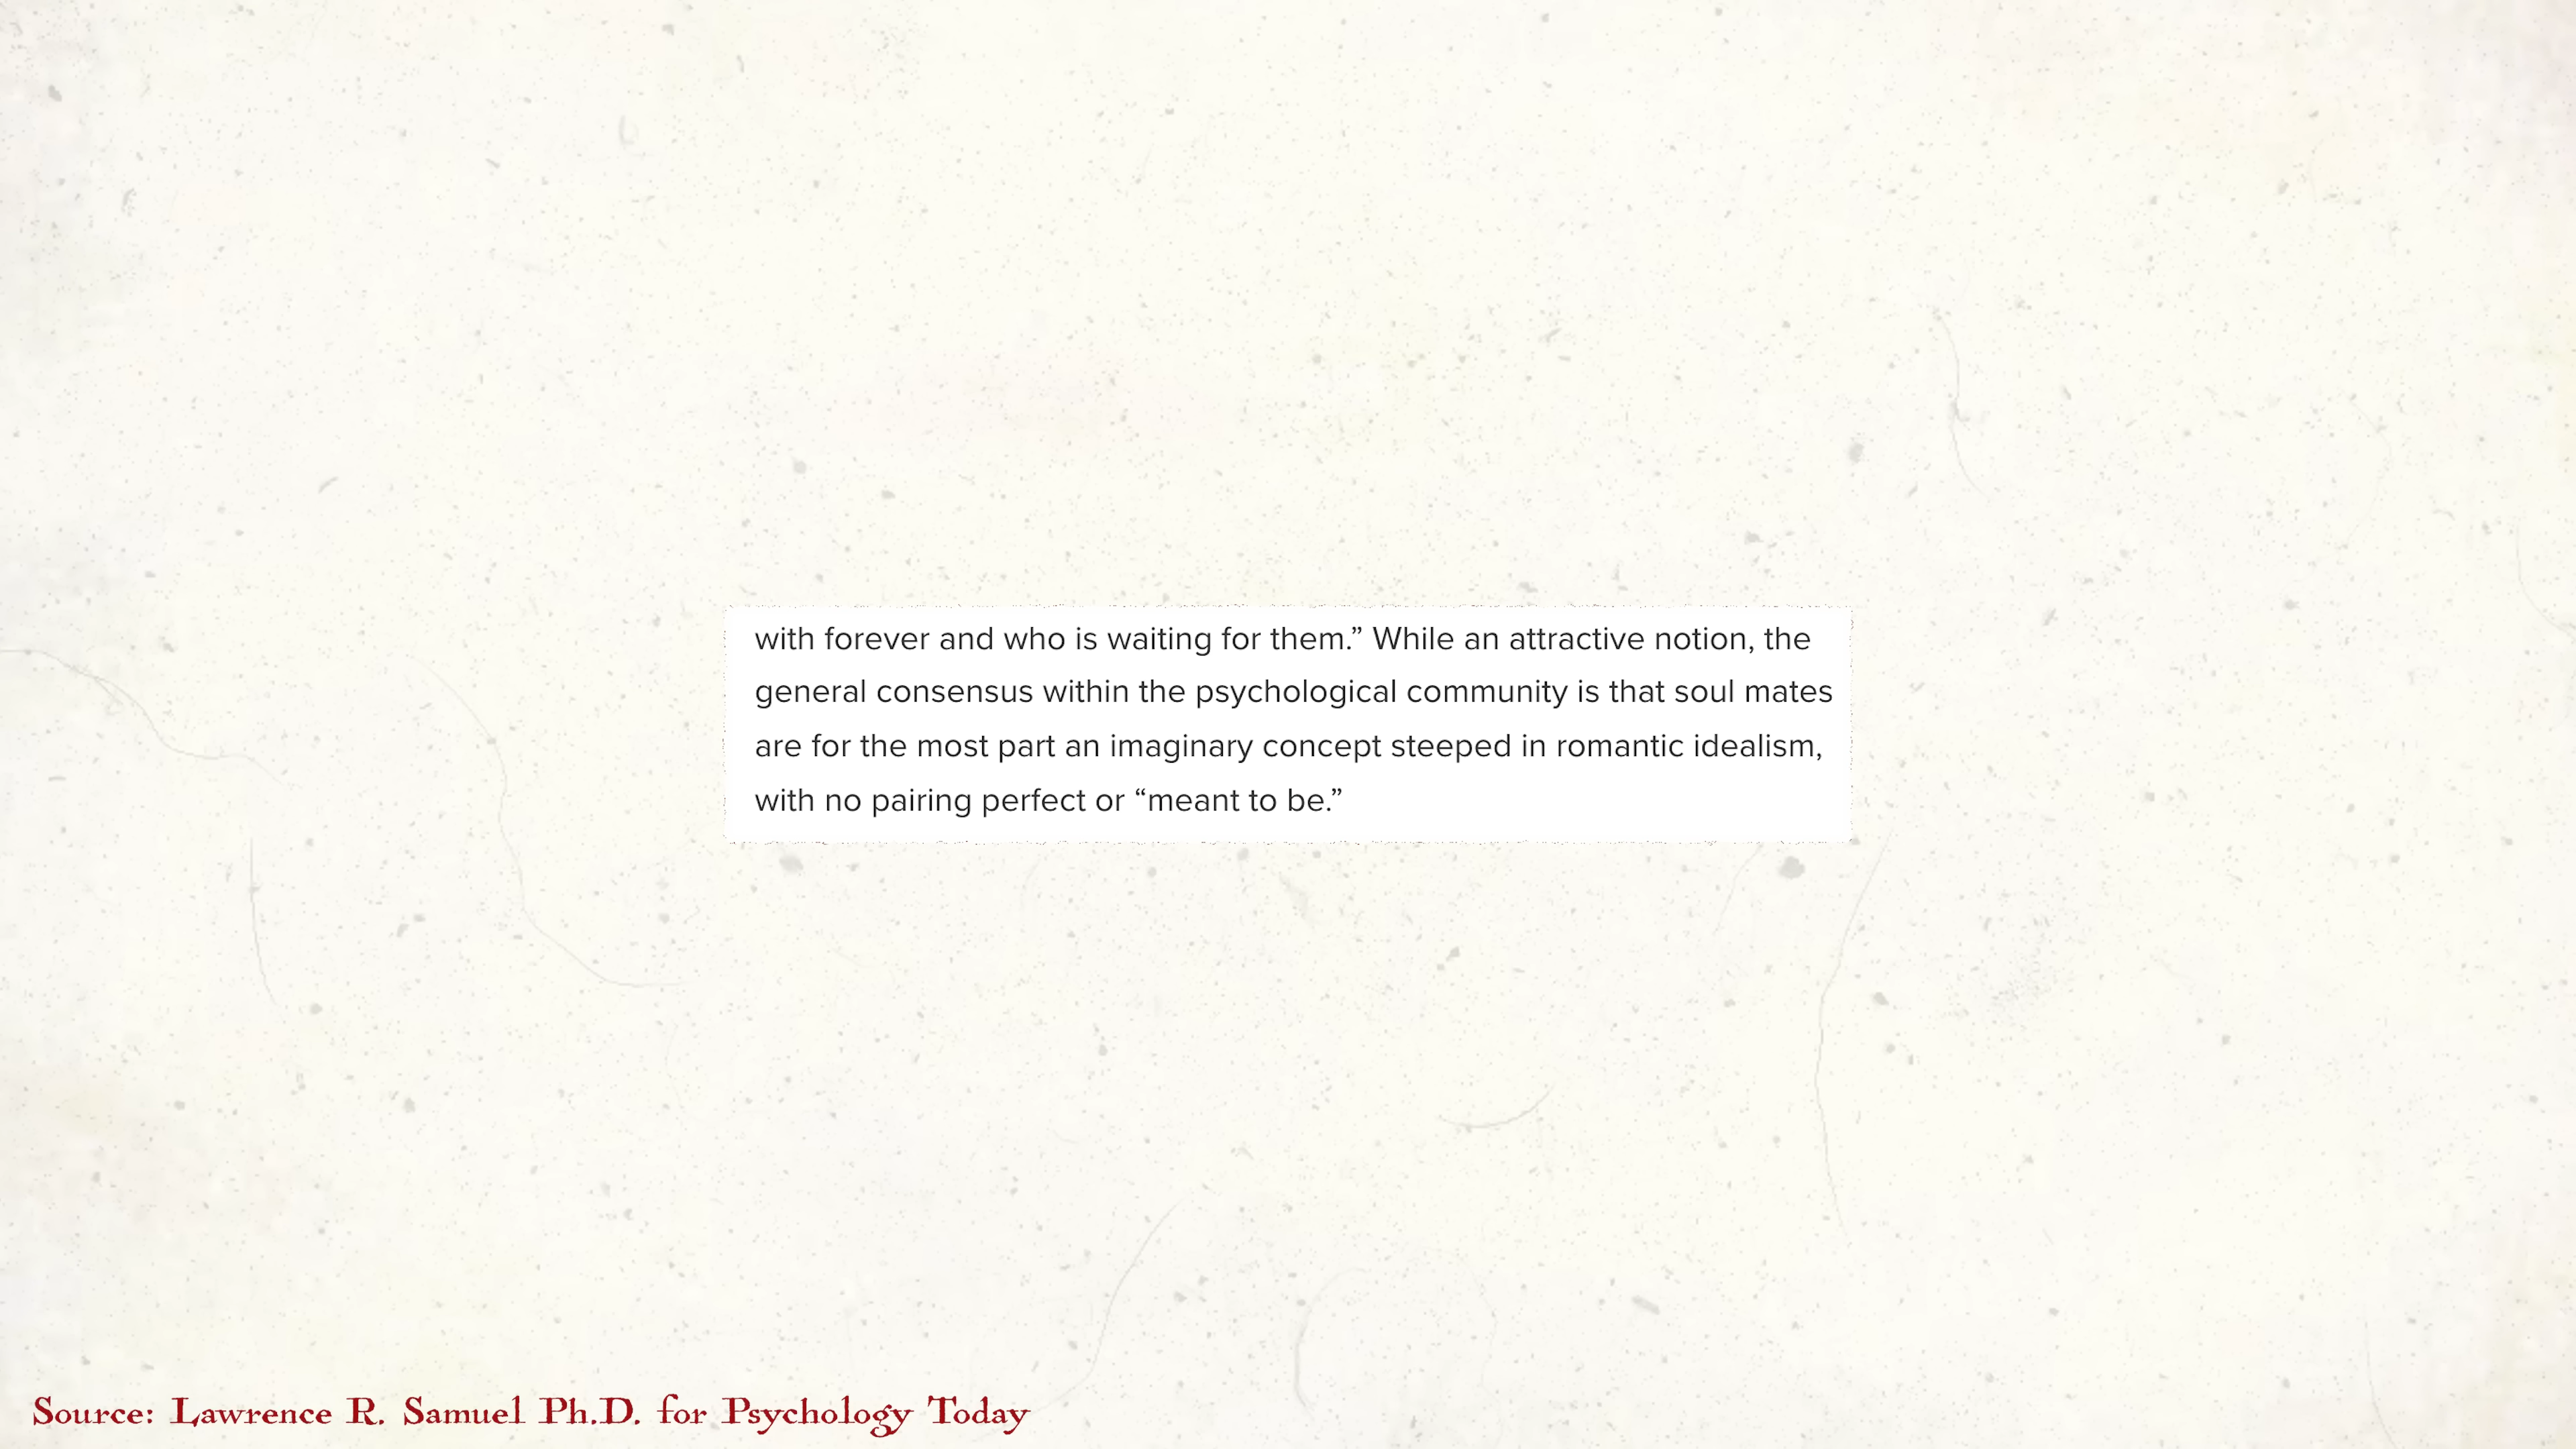 with forever and who is waiting for them.” While an attractive notion, the
general consensus within the psychological community is that soul mates
are for the most part an imaginary concept steeped in romantic idealism,
with no pairing perfect or “meant to be.”
Source: Lawrence R. Samuel Ph.D. for Psychology Today